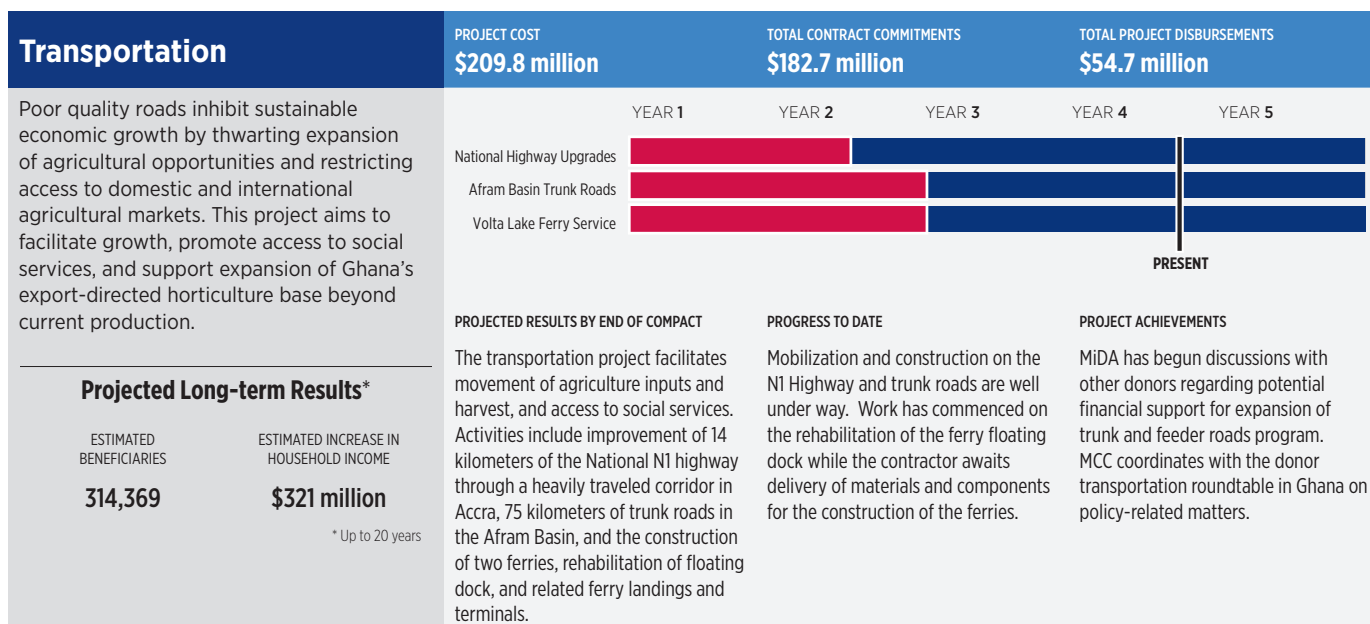 Transportation
PROJECT COST
$209.8 million
TOTAL CONTRACT COMMITMENTS
$182.7 million
TOTAL PROJECT DISBURSEMENTS
$54.7 million
Poor quality roads inhibit sustainable
economic growth by thwarting expansion
of agricultural opportunities and restricting
access to domestic and international
agricultural markets. This project aims to
facilitate growth, promote access to social
services, and support expansion of Ghana's
export-directed horticulture base beyond
current production.
Projected Long-term Results*
ESTIMATED
BENEFICIARIES
314,369
ESTIMATED INCREASE IN
HOUSEHOLD INCOME
$321 million
* Up to 20 years
YEAR 1 YEAR 2 YEAR 3 YEAR 4 YEAR 5
National Highway Upgrades
Afram Basin Trunk Roads
Volta Lake Ferry Service
PRESENT
PROJECTED RESULTS BY END OF COMPACT
The transportation project facilitates
movement of agriculture inputs and
harvest, and access to social services.
Activities include improvement of 14
kilometers of the National N1 highway
through a heavily traveled corridor in
Accra, 75 kilometers of trunk roads in
the Afram Basin, and the construction
of two ferries, rehabilitation of floating
dock, and related ferry landings and
terminals.
PROGRESS TO DATE
Mobilization and construction on the
N1 Highway and trunk roads are well
under way. Work has commenced on
the rehabilitation of the ferry floating
dock while the contractor awaits
delivery of materials and components
for the construction of the ferries.
PROJECT ACHIEVEMENTS
MiDA has begun discussions with
other donors regarding potential
financial support for expansion of
trunk and feeder roads program.
MCC coordinates with the donor
transportation roundtable in Ghana on
policy-related matters.